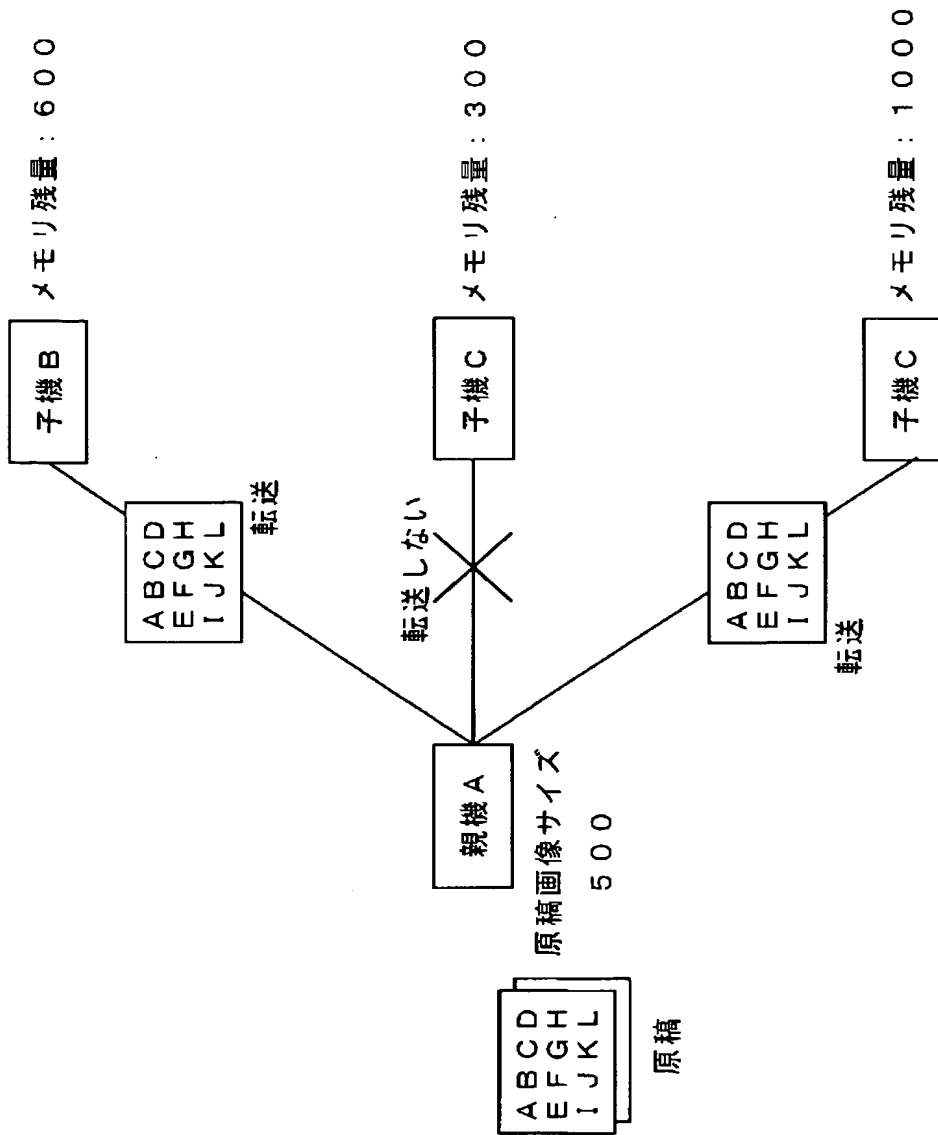 子機B
メモリ残量：600
ABCD
EFGH
IJKL
転送
転送しない
親機A
子機C
メモリ残量：300
原稿画像サイズ
500
ABCD
EFGH
IJKL
原稿
ABCD
EFGH
IJKL
転送
子機C
メモリ残量：1000